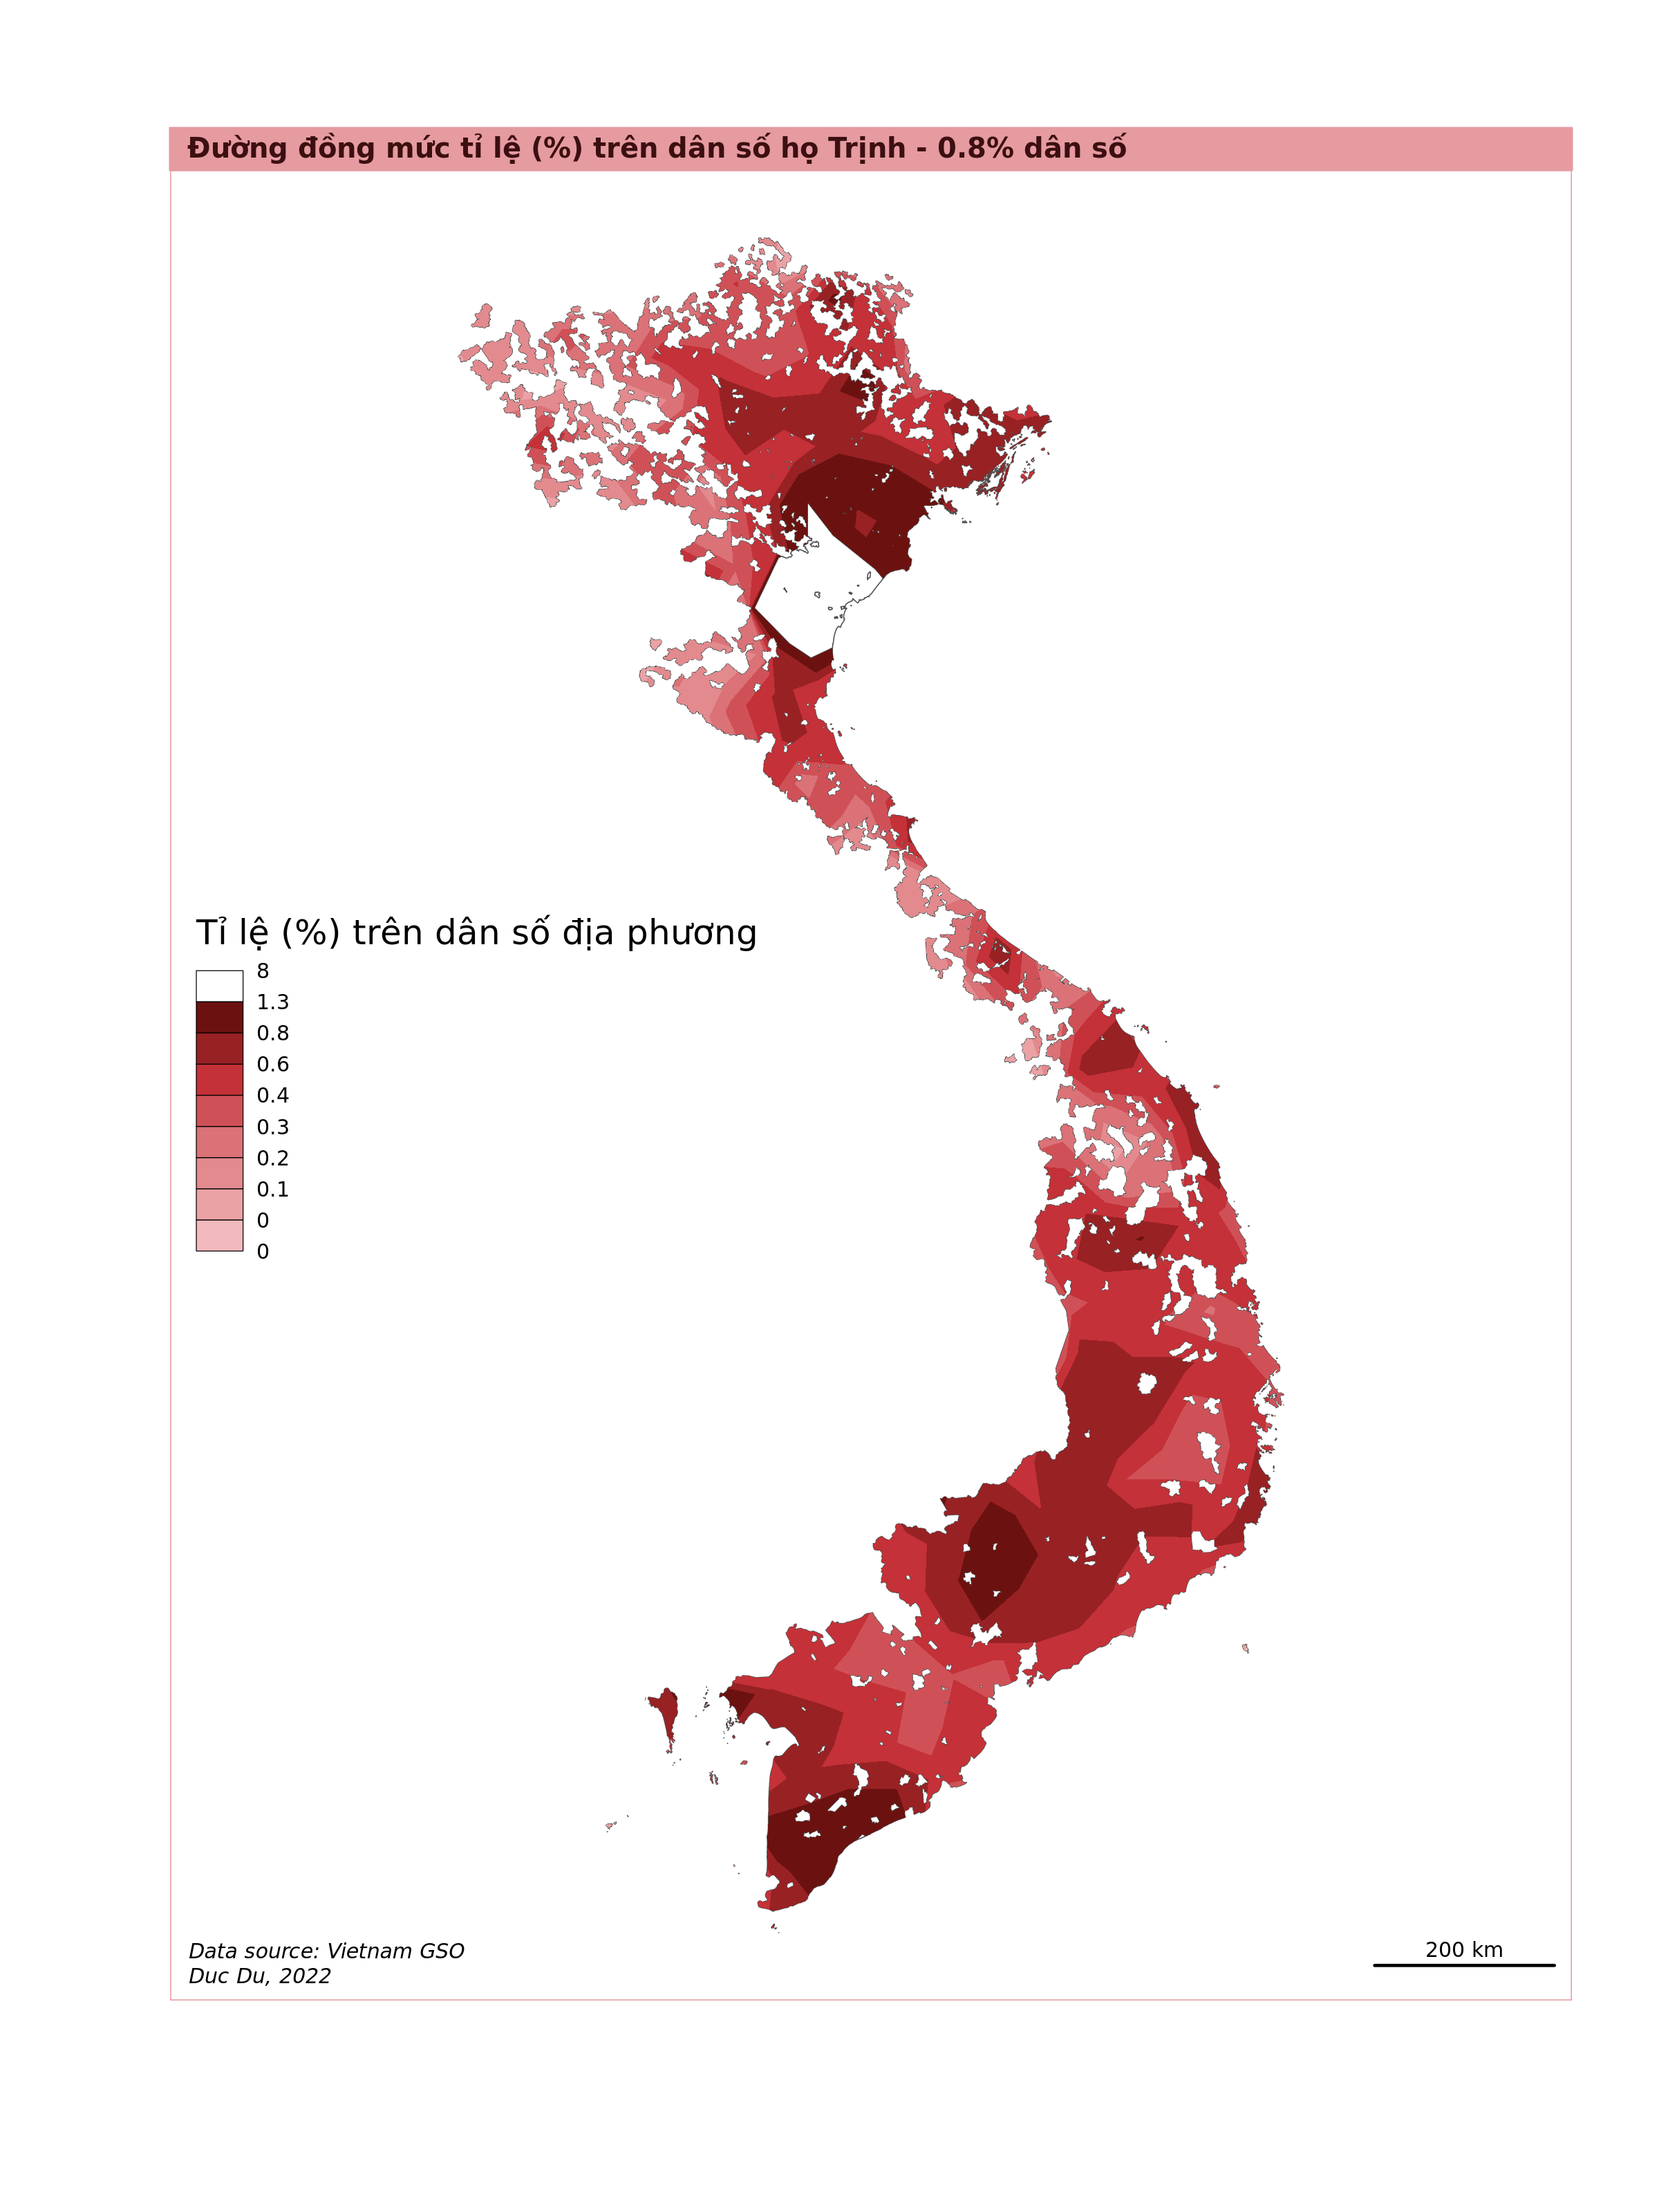 Đường đồng mức tỉ lệ (%) trên dân số họ Trịnh - 0.8% dân số
Tỉ lệ (%) trên dân số địa phương
8
1.3
0.8
0.6
0.4
0.3
0.2
0.1
0
0
Data source: Vietnam GSO
Duc Du, 2022
200 km